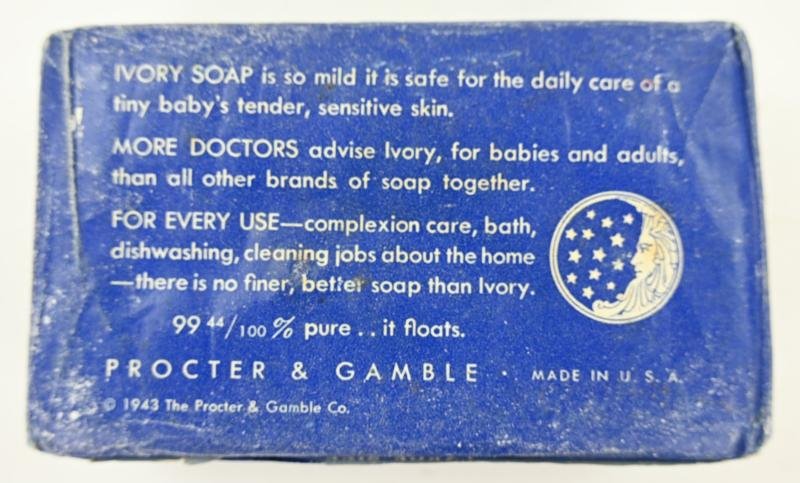 IVORY SOAP is so mild it is safe for the daily care of a
tiny baby's tender, sensitive skin.
MORE DOCTORS advise Ivory, for babies and adults,
than all other brands of soap together.
FOR EVERY USE—complexion care, bath,
dishwashing, cleaning jobs about the home
—there is no finer, better soap than Ivory.
99 44/100 % pure . . it floats.
PROCTER & GAMBLE · MADE IN U. S. A.
© 1943 The Procter & Gamble Co.